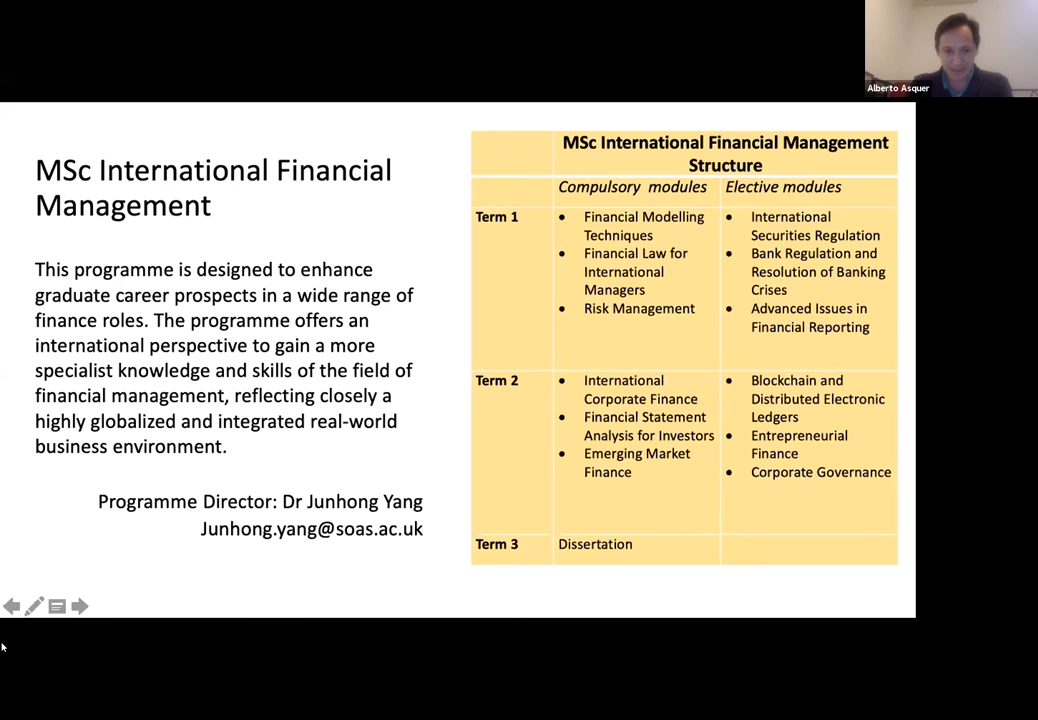 Alberto Asquer
MSc International Financial
Management
This programme is designed to enhance
graduate career prospects in a wide range of
finance roles. The programme offers an
international perspective to gain a more
specialist knowledge and skills of the field of
financial management, reflecting closely a
highly globalized and integrated real-world
business environment.
Programme Director: Dr Junhong Yang
Junhong.yang@soas.ac.uk
MSc International Financial Management
Structure
Compulsory modules
Elective modules
Term 1
• Financial Modelling
Techniques
• Financial Law for
International
Managers
• Risk Management
• International
Securities Regulation
• Bank Regulation and
Resolution of Banking
Crises
• Advanced Issues in
Financial Reporting
Term 2
• International
Corporate Finance
• Financial Statement
Analysis for Investors
• Emerging Market
Finance
• Blockchain and
Distributed Electronic
Ledgers
• Entrepreneurial
Finance
• Corporate Governance
Term 3
Dissertation